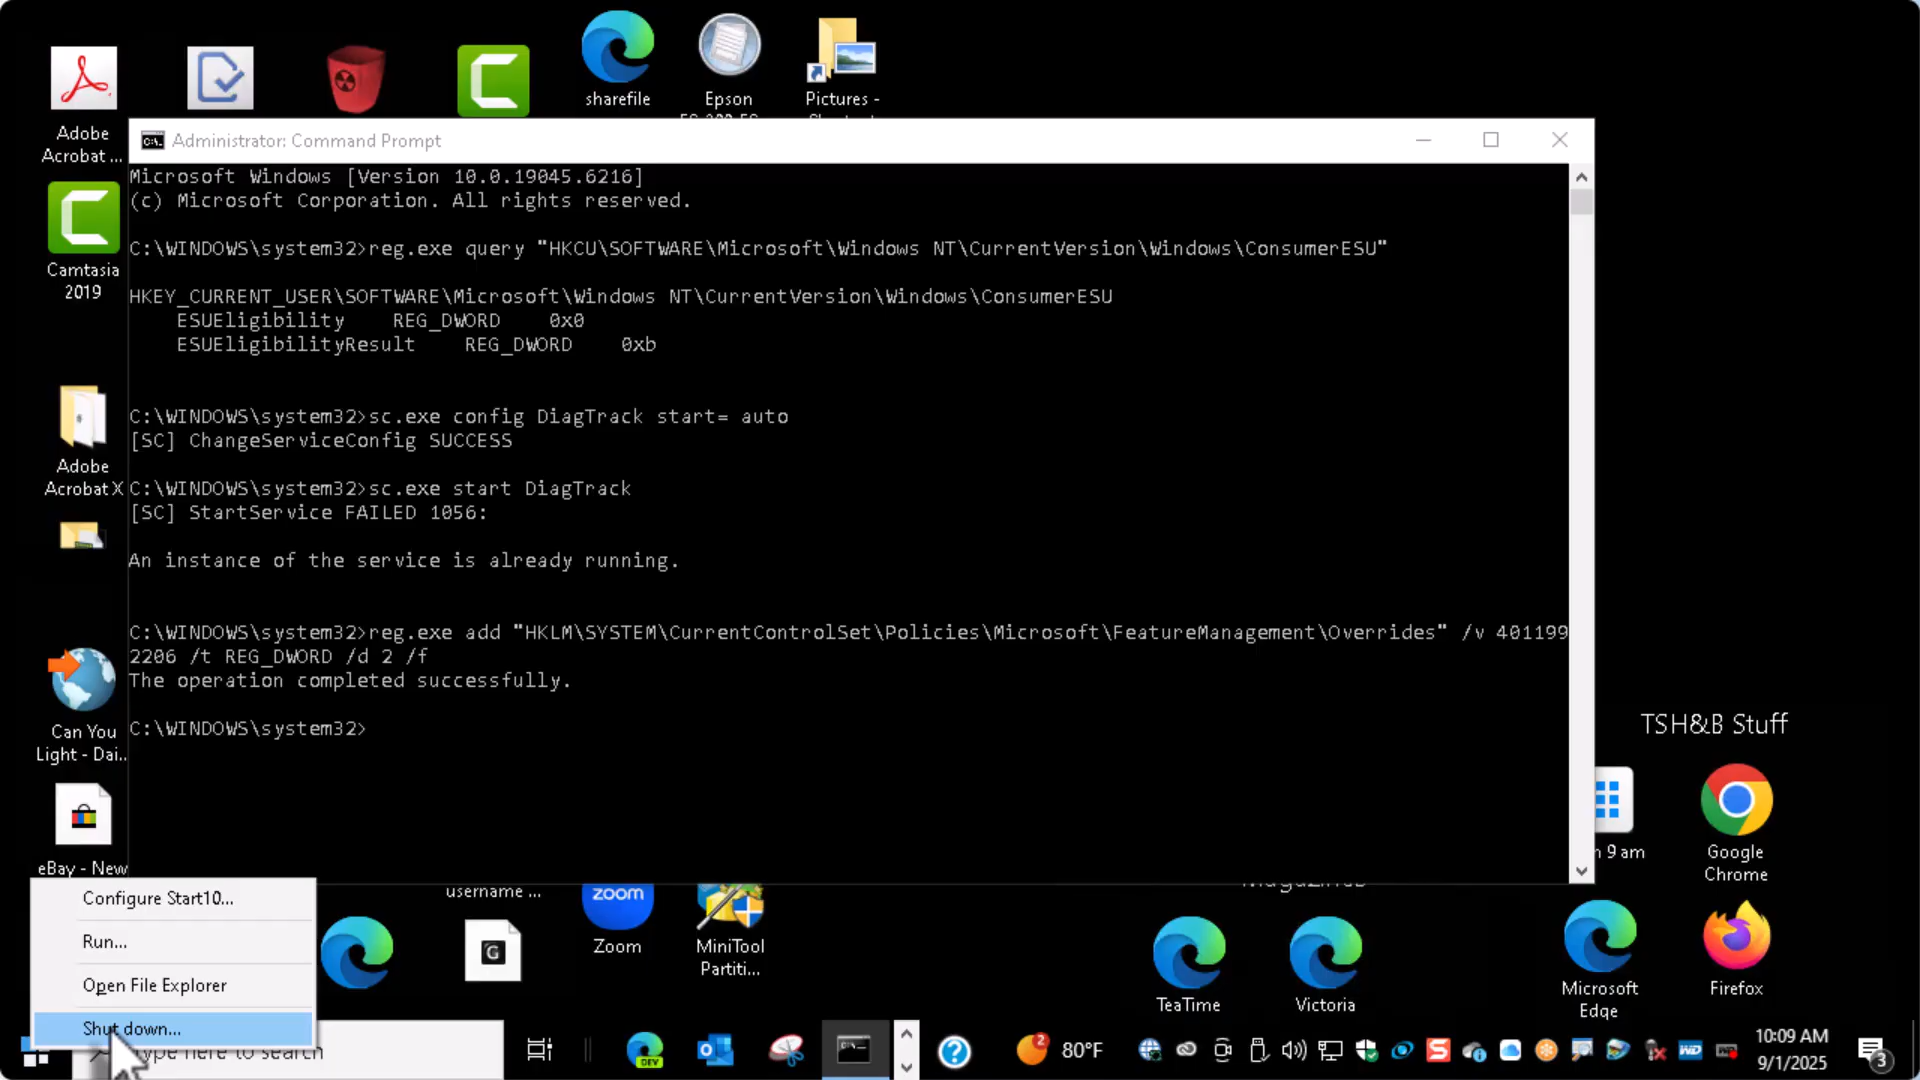 sharefile
Epson
Pictures -
Adobe
Acrobat ...
Administrator: Command Prompt
Microsoft Windows [Version 10.0.19045.6216]
(c) Microsoft Corporation. All rights reserved.
C:\WINDOWS\system32>reg.exe query "HKCU\SOFTWARE\Microsoft\Windows NT\CurrentVersion\Windows\ConsumerESU"
HKEY_CURRENT_USER\SOFTWARE\Microsoft\Windows NT\CurrentVersion\Windows\ConsumerESU
ESUEligibility REG_DWORD 0x0
ESUEligibilityResult REG_DWORD 0xb
C:\WINDOWS\system32>sc.exe config DiagTrack start= auto
[SC] ChangeServiceConfig SUCCESS
C:\WINDOWS\system32>sc.exe start DiagTrack
[SC] StartService FAILED 1056:
An instance of the service is already running.
C:\WINDOWS\system32>reg.exe add "HKLM\SYSTEM\CurrentControlSet\Policies\Microsoft\FeatureManagement\Overrides" /v 401199
2206 /t REG_DWORD /d 2 /f
The operation completed successfully.
C:\WINDOWS\system32>
Camtasia
2019
Adobe
Acrobat X
Can You
Light - Dai..
eBay - New
TSH&B Stuff
9 am
Google
Chrome
username ...
zoom
Zoom
MiniTool
Partiti...
TeaTime
Victoria
Microsoft
Edge
Firefox
Configure Start10...
Run...
Open File Explorer
Shut down...
Type here to search
DEV
2
80°F
10:09 AM
9/1/2025
3